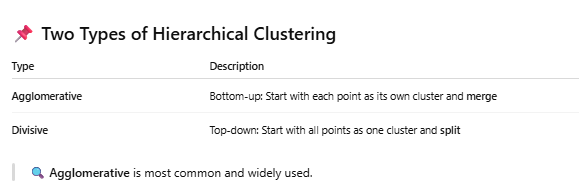 📌 Two Types of Hierarchical Clustering
Type Description
Agglomerative Bottom-up: Start with each point as its own cluster and merge
Divisive Top-down: Start with all points as one cluster and split
🔍 Agglomerative is most common and widely used.